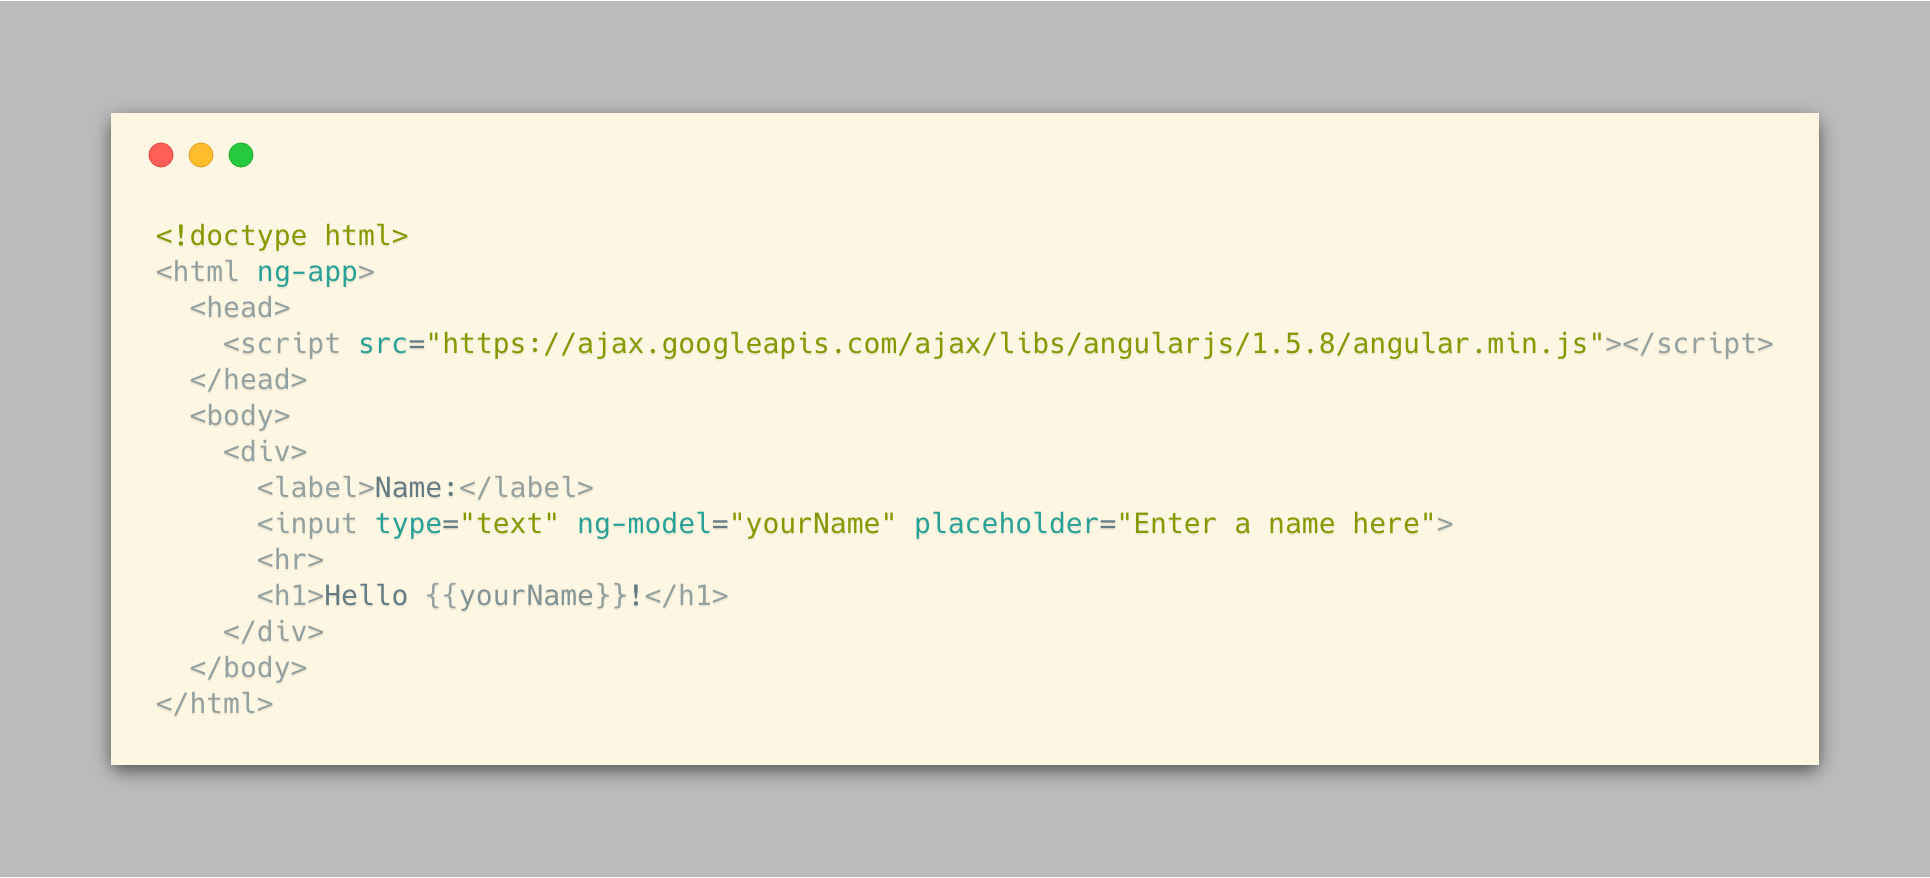 <!doctype html>
<html ng-app>
  <head>
    <script src="https://ajax.googleapis.com/ajax/libs/angularjs/1.5.8/angular.min.js"></script>
  </head>
  <body>
    <div>
      <label>Name:</label>
      <input type="text" ng-model="yourName" placeholder="Enter a name here">
      <hr>
      <h1>Hello {{yourName}}!</h1>
    </div>
  </body>
</html>